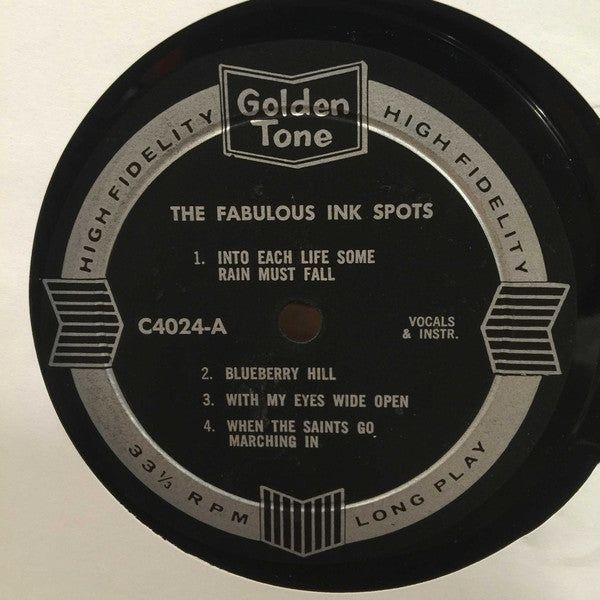 Golden
Tone
HIGH FIDELITY
HIGH FIDELITY
THE FABULOUS INK SPOTS
1. INTO EACH LIFE SOME
RAIN MUST FALL
C4024-A
VOCALS
& INSTR.
2. BLUEBERRY HILL
3. WITH MY EYES WIDE OPEN
4. WHEN THE SAINTS GO
MARCHING IN
33⅓ RPM
LONG PLAY